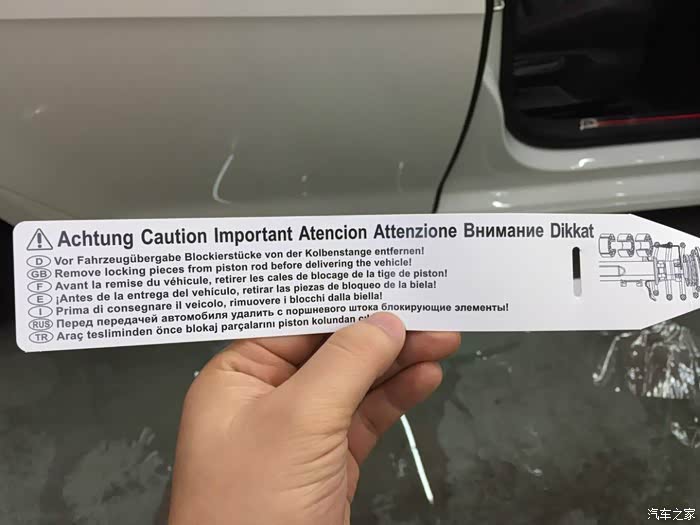 Achtung Caution Important Atencion Attenzione Внимание Dikkat
D Vor Fahrzeugübergabe Blockierstücke von der Kolbenstange entfernen!
GB Remove locking pieces from piston rod before delivering the vehicle!
F Avant la remise du véhicule, retirer les cales de blocage de la tige de piston!
E ¡Antes de la entrega del vehículo, retirar las piezas de bloqueo de la biela!
I Prima di consegnare il veicolo, rimuovere i blocchi dalla biella!
RUS Перед передачей автомобиля удалить с поршневого штока блокирующие элементы!
TR Araç tesliminden önce blokaj parçalarını piston kolundan
汽车之家